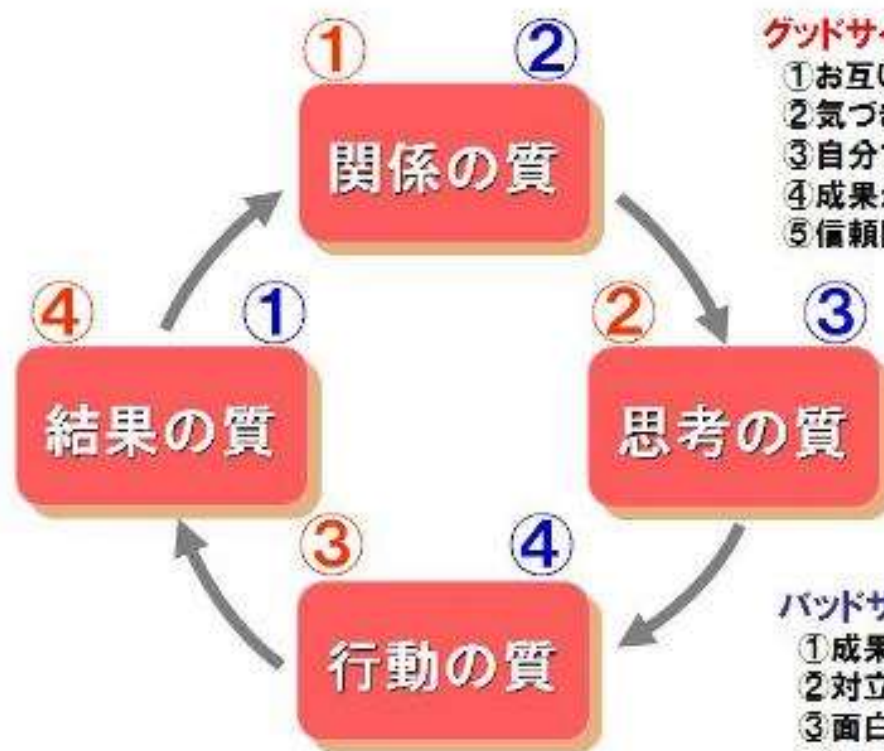 ① ②
関係の質
④ ①
結果の質
② ③
思考の質
③ ④
行動の質
グッドサイ
①お互い
②気づき
③自分で
④成果が
⑤信頼関
バッドサ
①成果
②対立
③面白